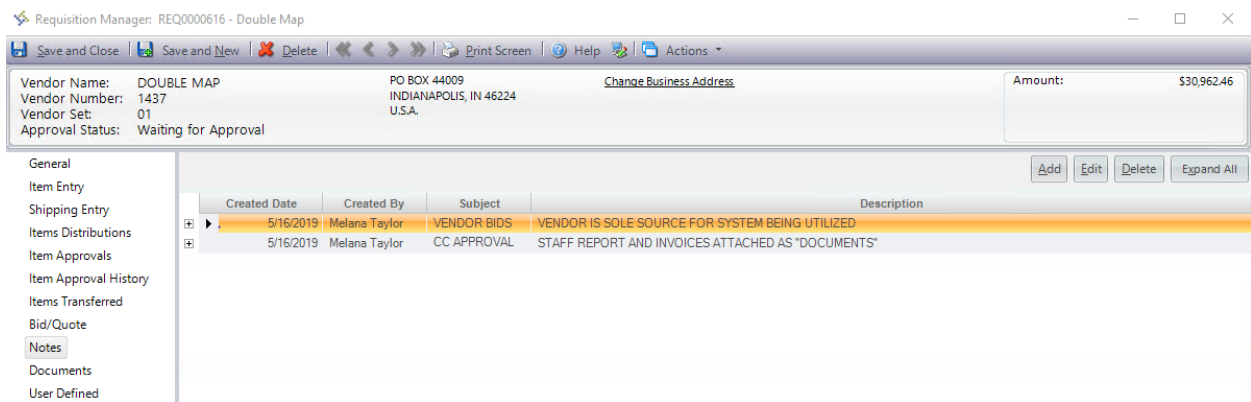 Requisition Manager: REQ0000616 - Double Map
Save and Close Save and New Delete Print Screen Help Actions
Vendor Name: DOUBLE MAP PO BOX 44009 Change Business Address Amount: $30,962.46
Vendor Number: 1437 INDIANAPOLIS, IN 46224
Vendor Set: 01 U.S.A.
Approval Status: Waiting for Approval
General
Item Entry
Shipping Entry
Items Distributions
Item Approvals
Item Approval History
Items Transferred
Bid/Quote
Notes
Documents
User Defined
Add Edit Delete Expand All
Created Date Created By Subject Description
5/16/2019 Melana Taylor VENDOR BIDS VENDOR IS SOLE SOURCE FOR SYSTEM BEING UTILIZED
5/16/2019 Melana Taylor CC APPROVAL STAFF REPORT AND INVOICES ATTACHED AS "DOCUMENTS"